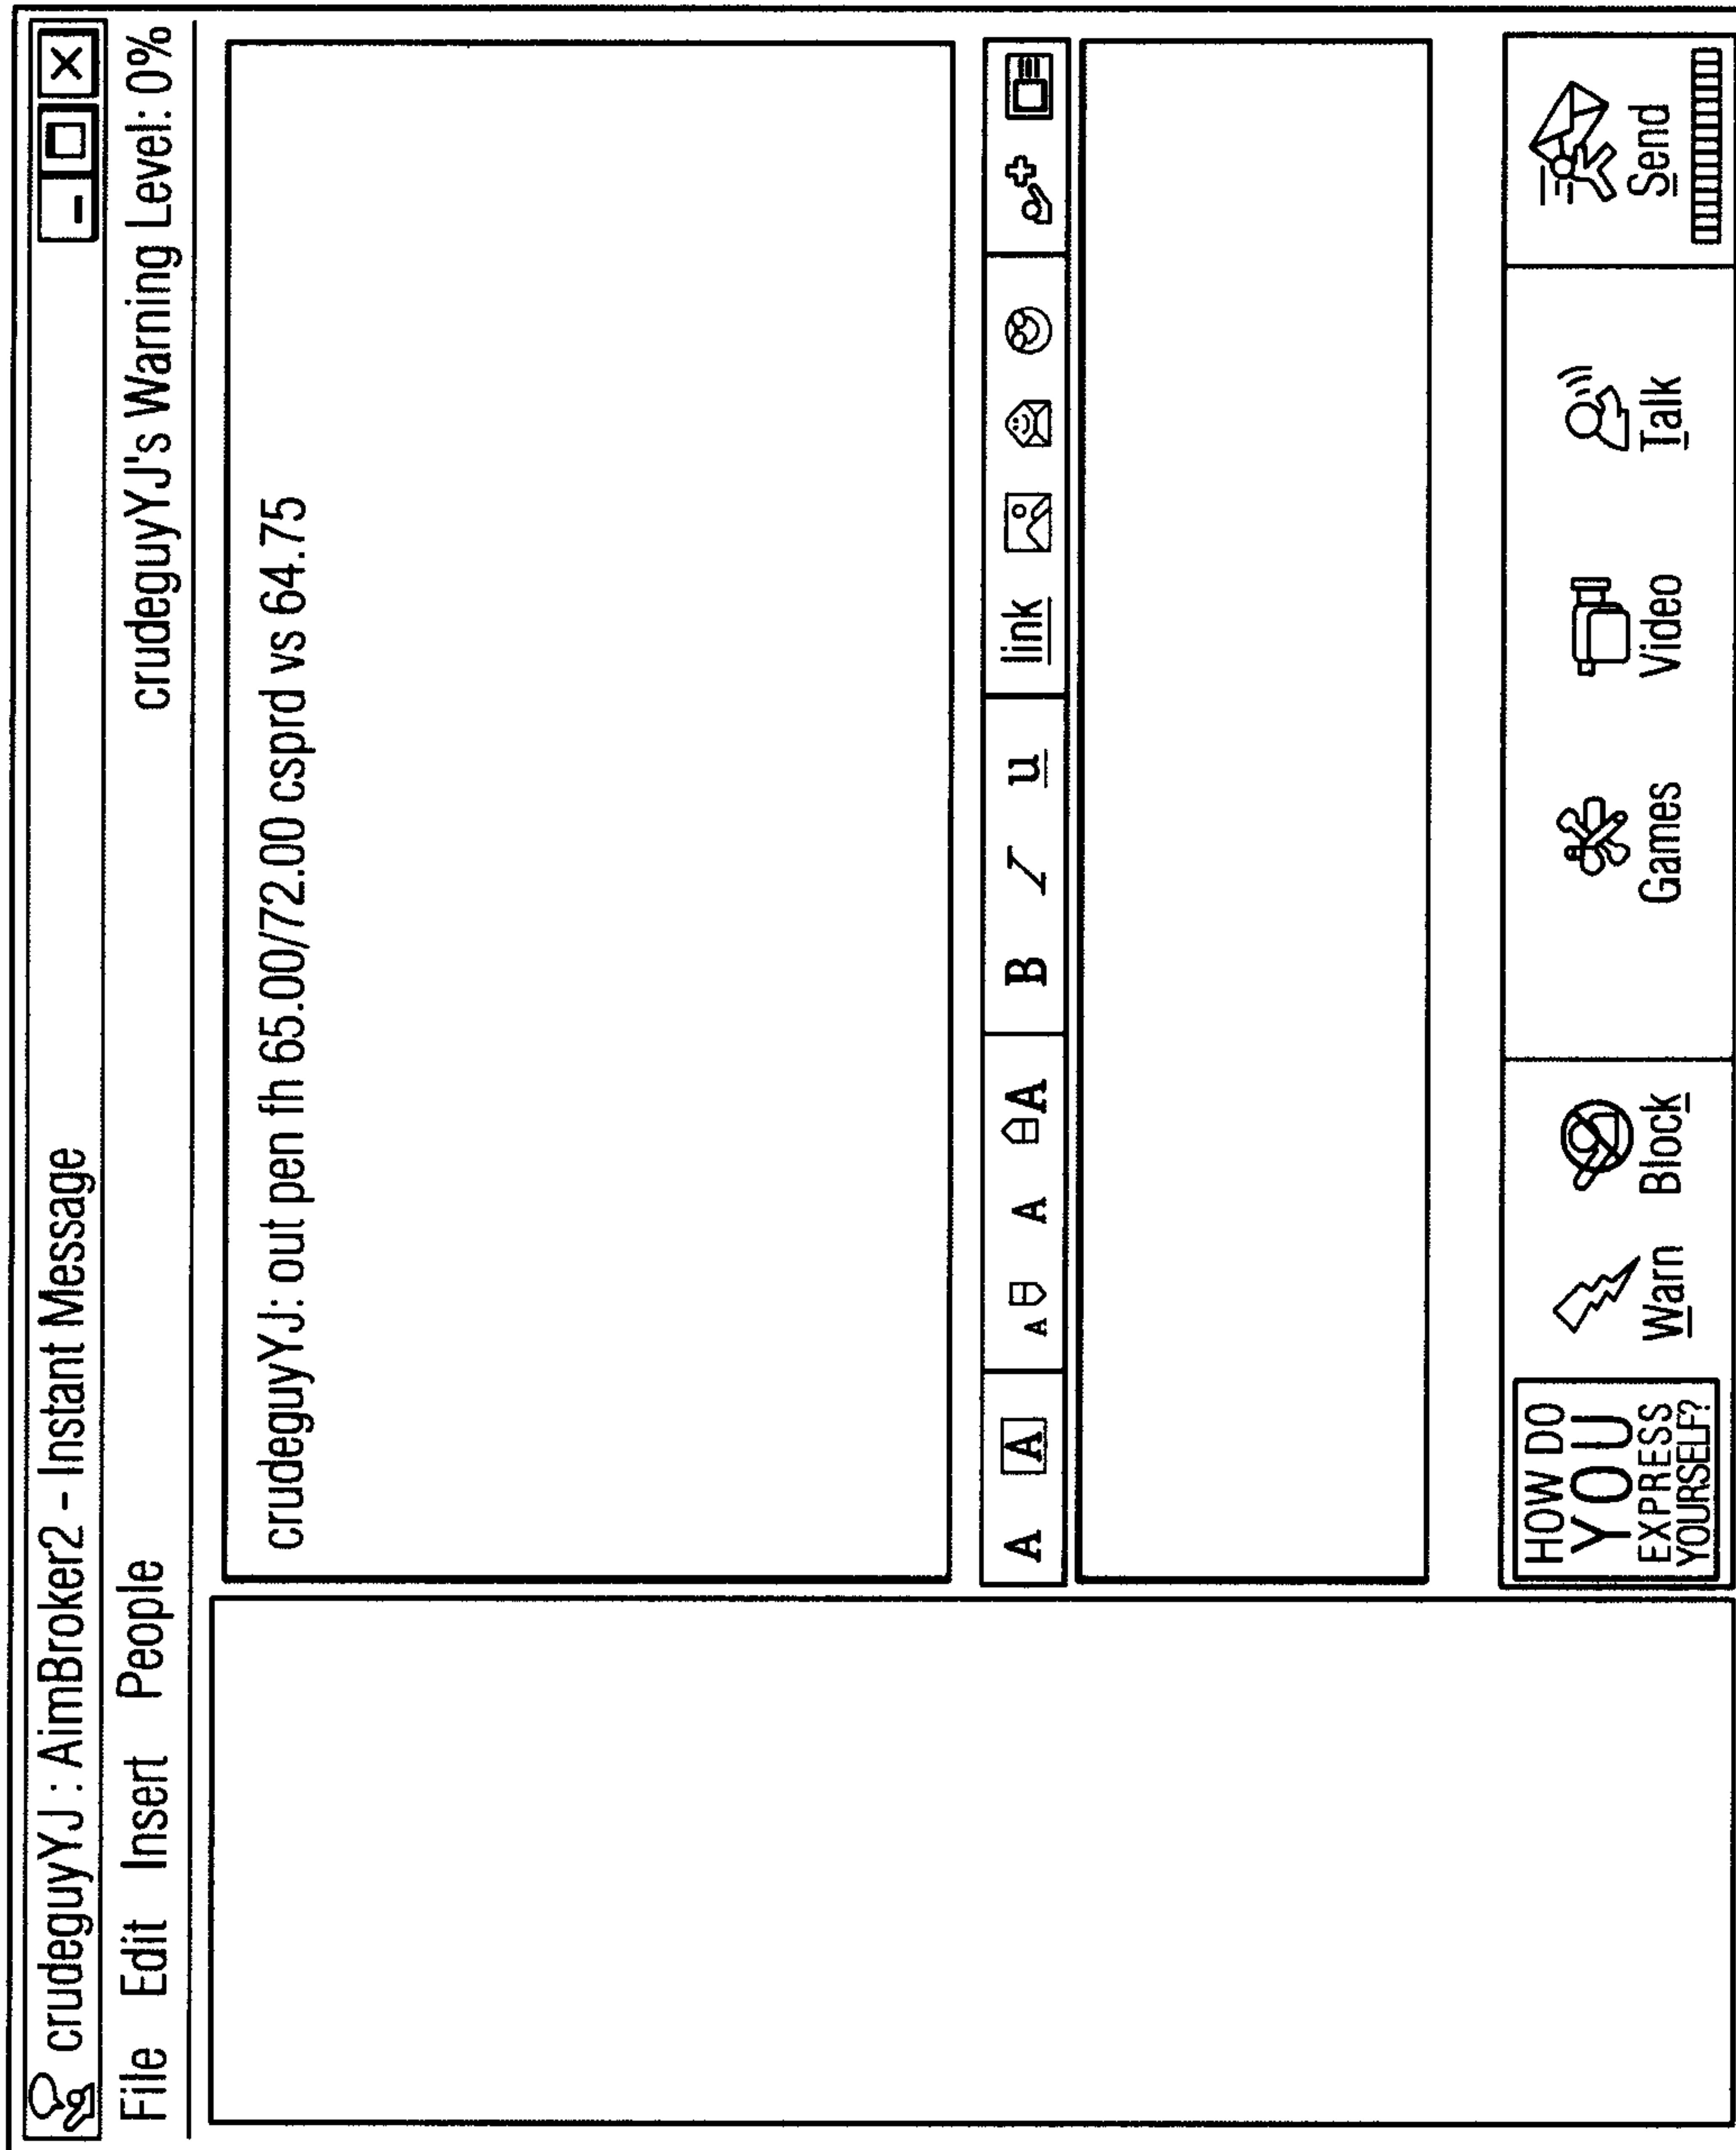 crudeguyYJ : AimBroker2 - Instant Message
File Edit Insert People
crudeguyYJ's Warning Level: 0%
crudeguyYJ: out pen fh 65.00/72.00 csprd vs 64.75
A A A A A B I u link
HOW DO
YOU
EXPRESS
YOURSELF?
Warn Block Games Video Talk Send